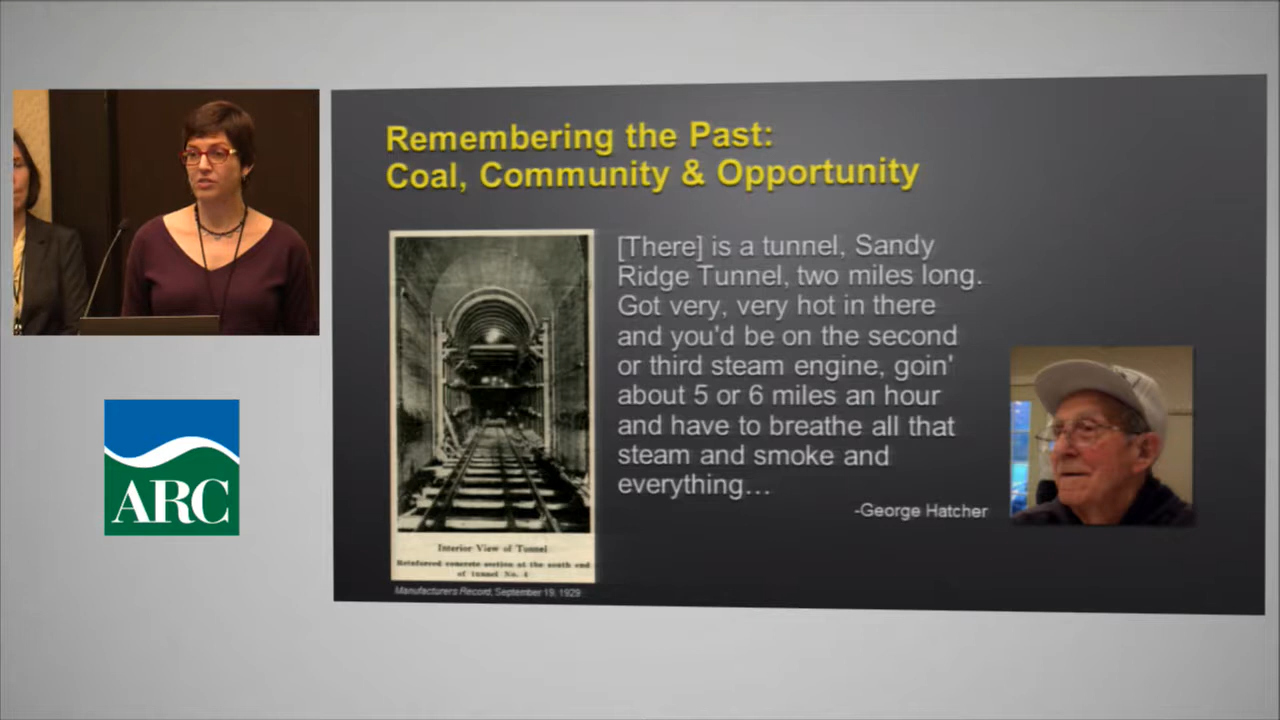 Remembering the Past:
Coal, Community & Opportunity
[There] is a tunnel, Sandy
Ridge Tunnel, two miles long.
Got very, very hot in there
and you'd be on the second
or third steam engine, goin'
about 5 or 6 miles an hour
and have to breathe all that
steam and smoke and
everything…
-George Hatcher
Interior View of Tunnel
Reinforced concrete section at the south end
of tunnel No. 4
Manufacturers Record, September 19, 1929
ARC